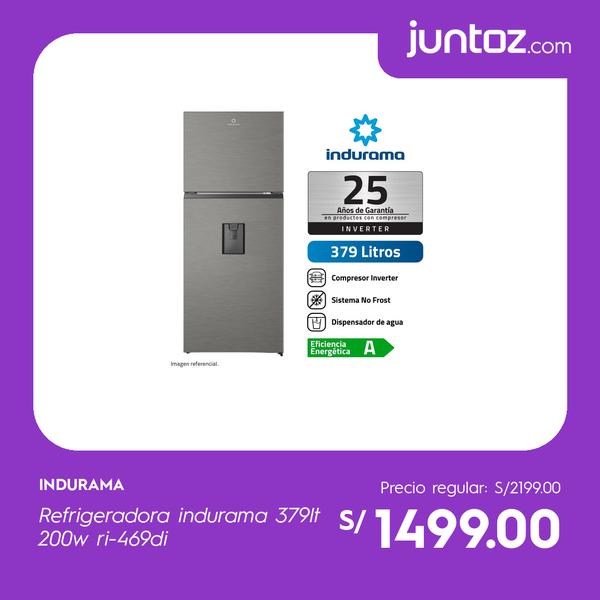 juntoz.com
indurama
25
Años de Garantía
en productos con compresor
INVERTER
379 Litros
Compresor Inverter
Sistema No Frost
Dispensador de agua
Eficiencia
Energética
A
Imagen referencial.
INDURAMA
Refrigeradora indurama 379lt
200w ri-469di
Precio regular: S/2199.00
S/1499.00